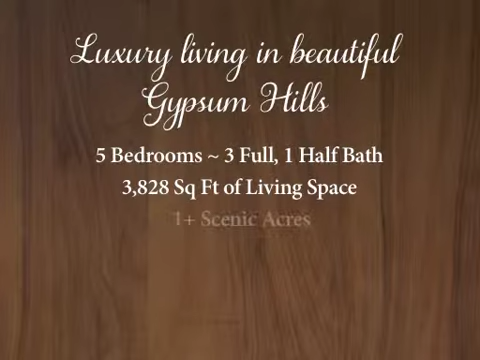 Luxury living in beautiful
Gypsum Hills
5 Bedrooms ~ 3 Full, 1 Half Bath
3,828 Sq Ft of Living Space
1+ Scenic Acres